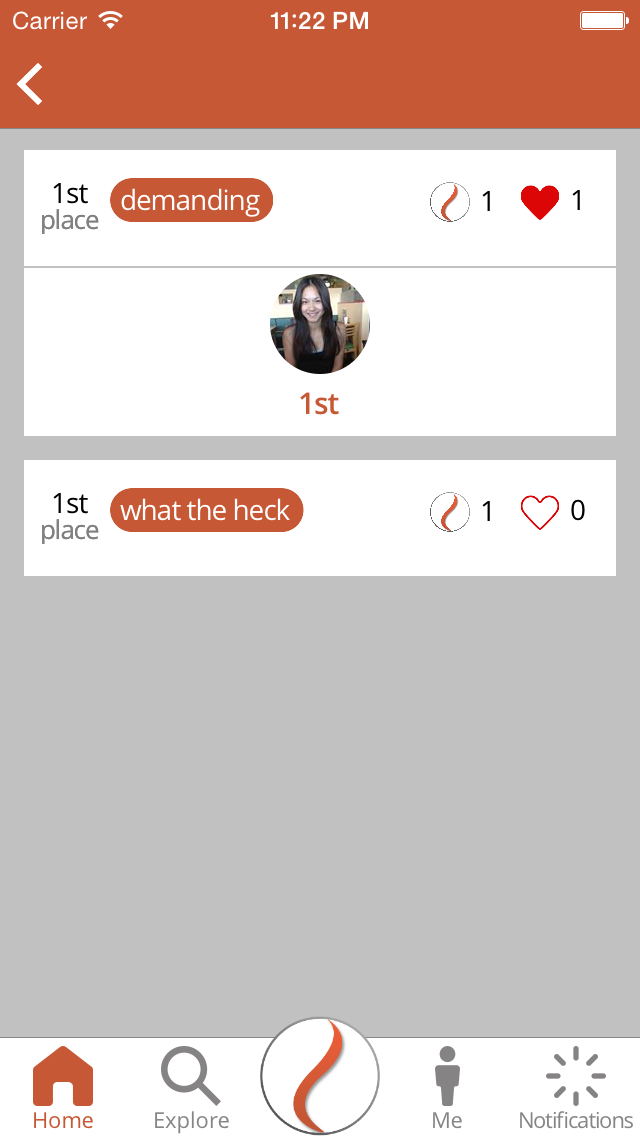 Carrier 11:22 PM
1st place demanding 1 1
1st
1st place what the heck 1 0
Home Explore Me Notifications